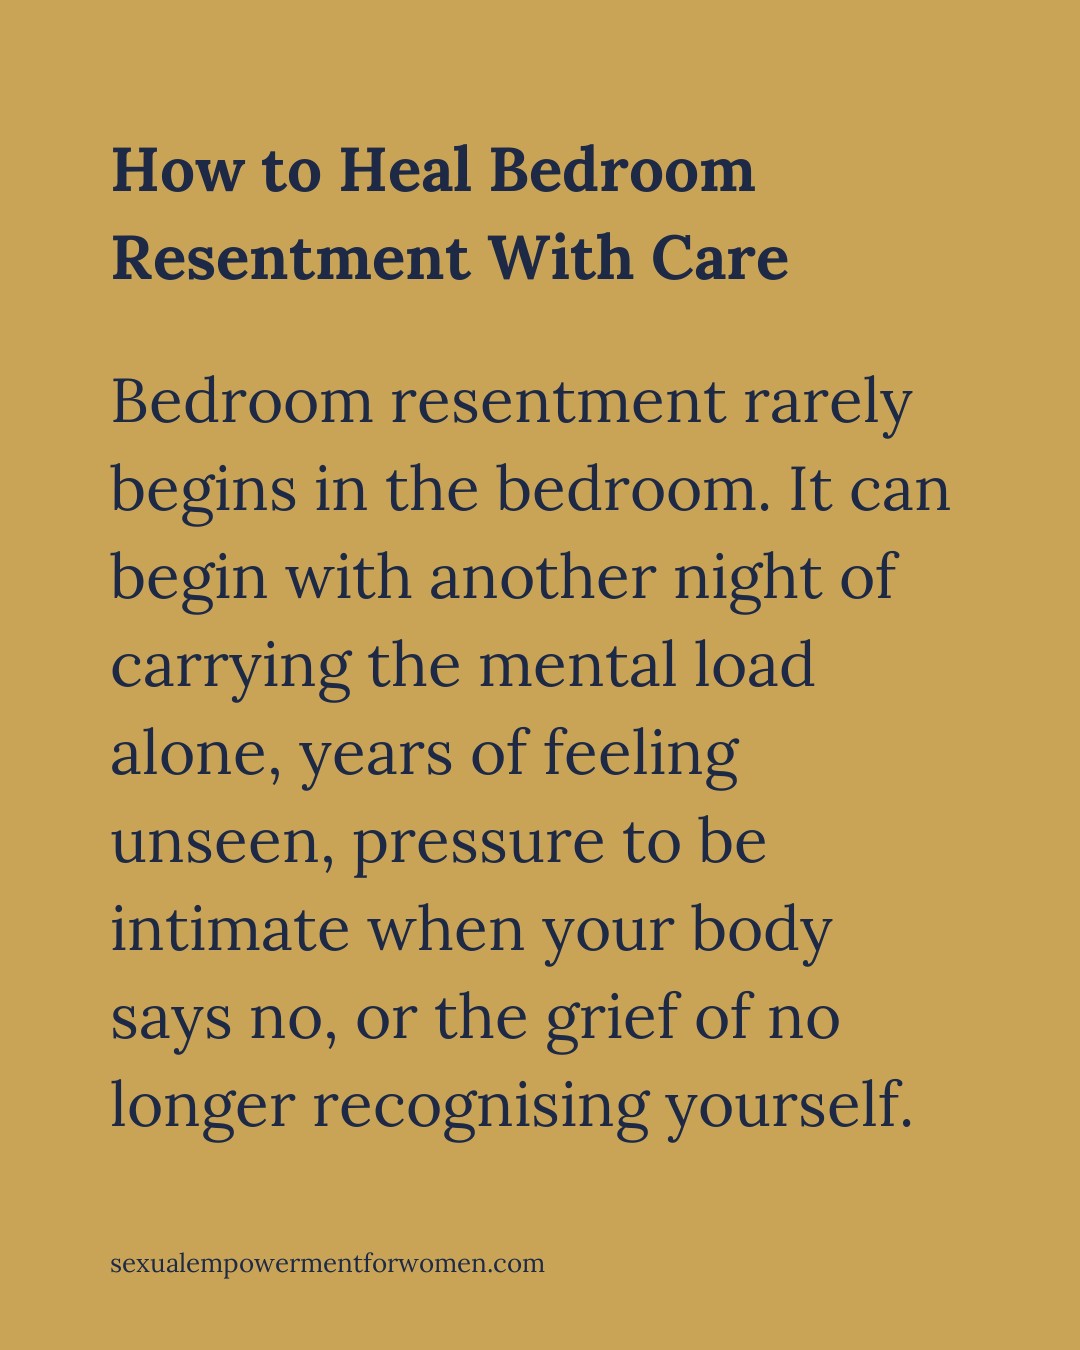 How to Heal Bedroom
Resentment With Care
Bedroom resentment rarely
begins in the bedroom. It can
begin with another night of
carrying the mental load
alone, years of feeling
unseen, pressure to be
intimate when your body
says no, or the grief of no
longer recognising yourself.
sexualempowermentforwomen.com